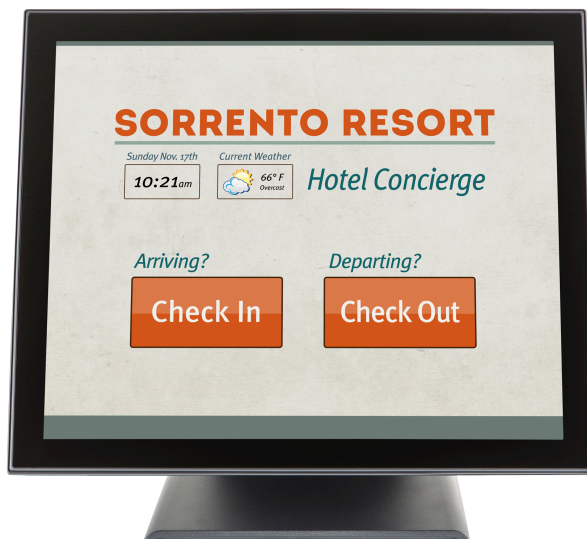 SORRENTO RESORT
Sunday Nov. 17th Current Weather
10:21am 66° F
Overcast
Hotel Concierge
Arriving? Departing?
Check In Check Out